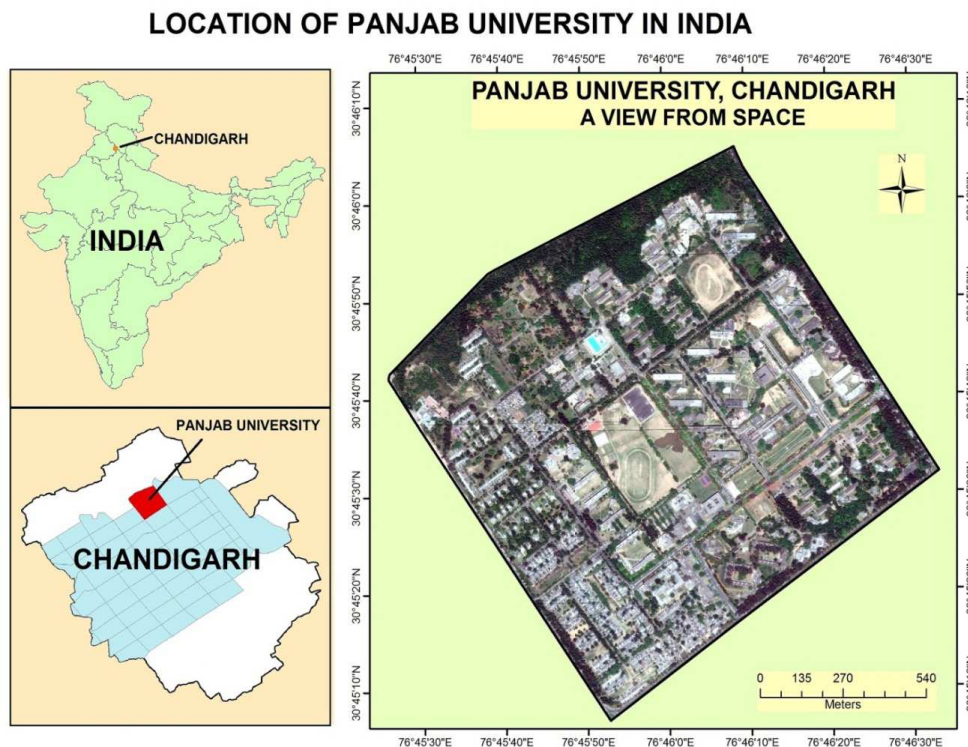 LOCATION OF PANJAB UNIVERSITY IN INDIA
CHANDIGARH
INDIA
PANJAB UNIVERSITY
CHANDIGARH
76°45'30"E 76°45'40"E 76°45'50"E 76°46'0"E 76°46'10"E 76°46'20"E 76°46'30"E
PANJAB UNIVERSITY, CHANDIGARH
A VIEW FROM SPACE
N
30°46'10"N
30°46'0"N
30°45'50"N
30°45'40"N
30°45'30"N
30°45'20"N
30°45'10"N
0 135 270 540
Meters
76°45'30"E 76°45'40"E 76°45'50"E 76°46'0"E 76°46'10"E 76°46'20"E 76°46'30"E